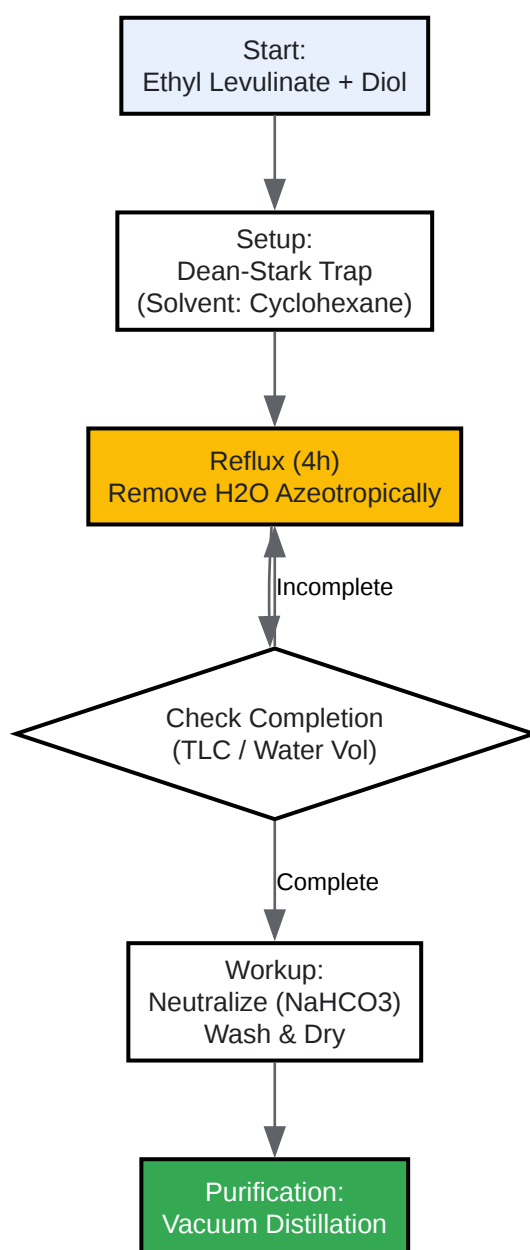 Start:
Ethyl Levulinate + Diol
Setup:
Dean-Stark Trap
(Solvent: Cyclohexane)
Reflux (4h)
Remove H2O Azeotropically
Incomplete
Check Completion
(TLC / Water Vol)
Complete
Workup:
Neutralize (NaHCO3)
Wash & Dry
Purification:
Vacuum Distillation